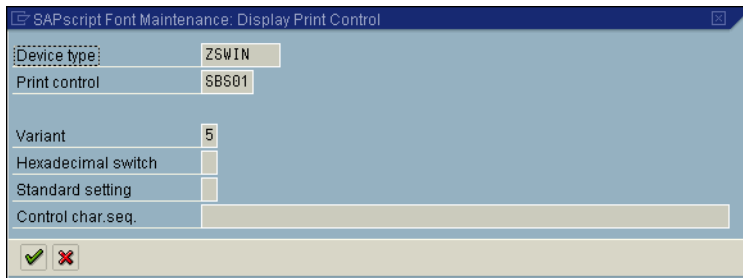 SAPscript Font Maintenance: Display Print Control
Device type ZSWIN
Print control SBS01
Variant 5
Hexadecimal switch
Standard setting
Control char.seq.